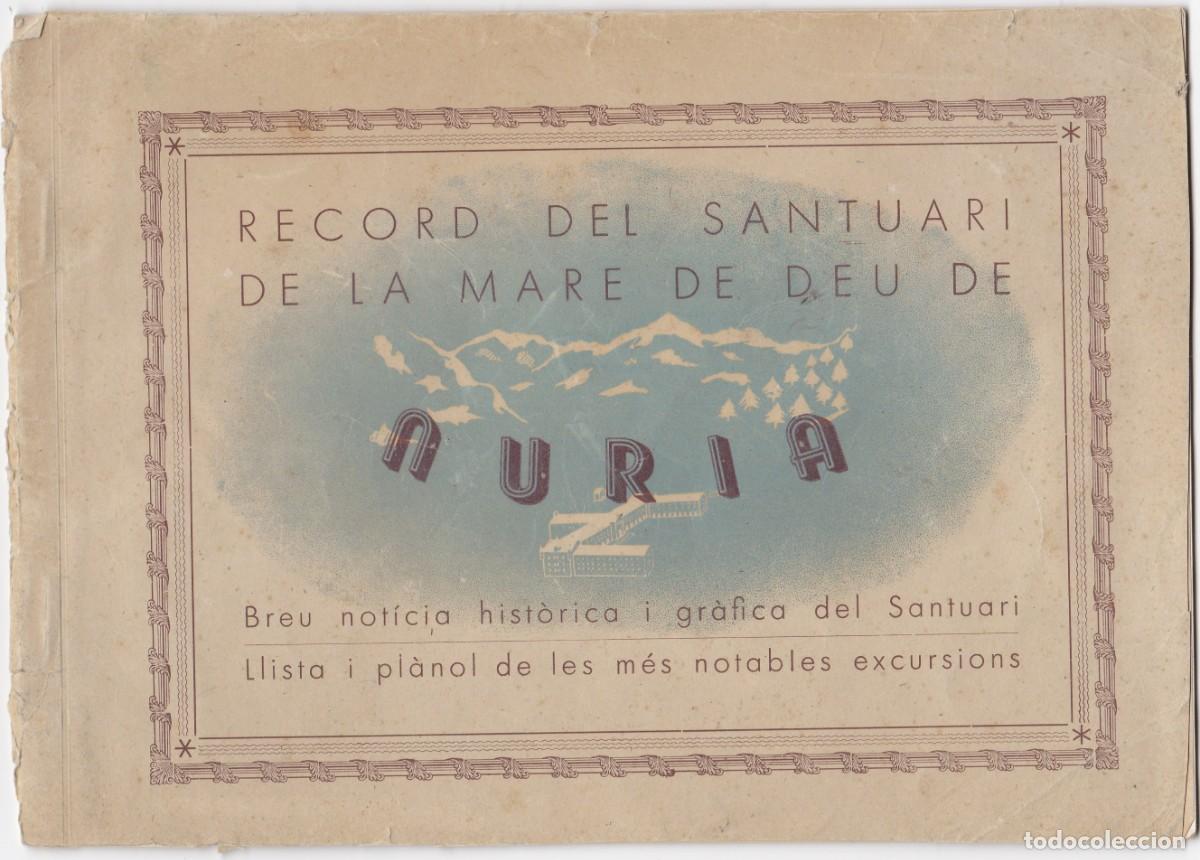 RECORD DEL SANTUARI
DE LA MARE DE DEU DE
NURIA
Breu notícia històrica i gràfica del Santuari
Llista i plànol de les més notables excursions
todocoleccion